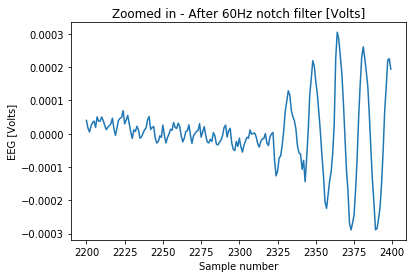 Zoomed in - After 60Hz notch filter [Volts]
0.0003
0.0002
0.0001
0.0000
−0.0001
−0.0002
−0.0003
EEG [Volts]
2200 2225 2250 2275 2300 2325 2350 2375 2400
Sample number